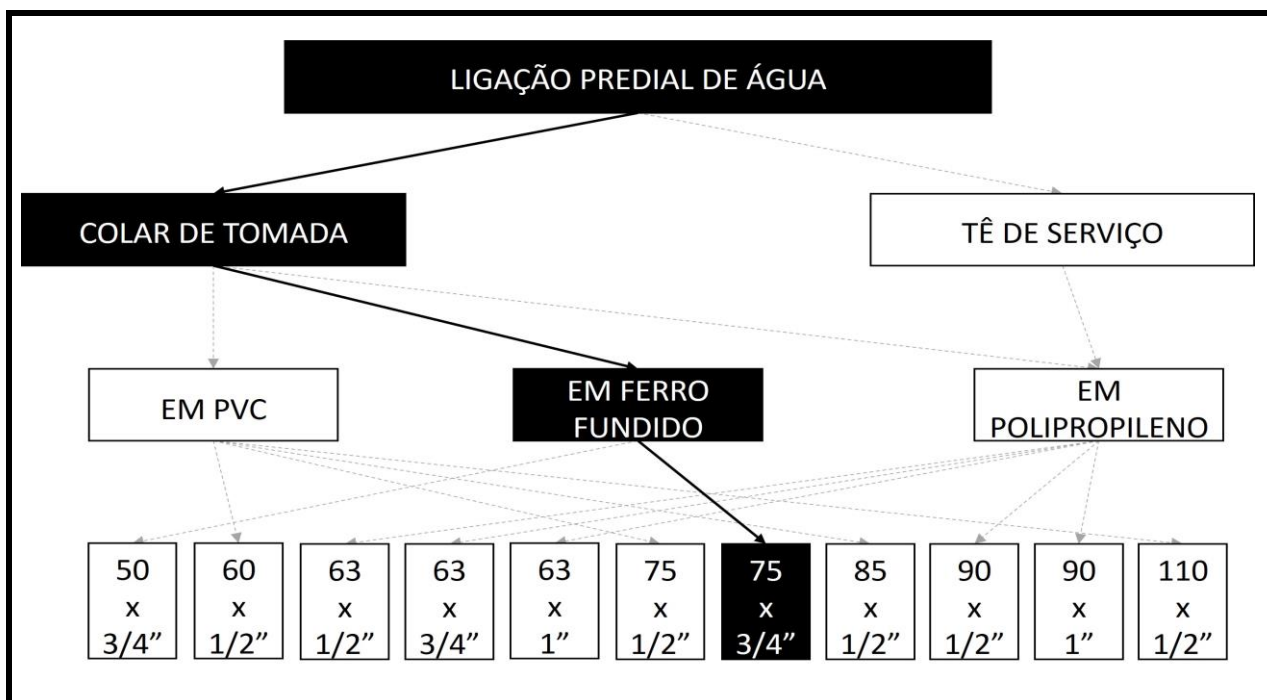 LIGAÇÃO PREDIAL DE ÁGUA
COLAR DE TOMADA
TÊ DE SERVIÇO
EM PVC
EM FERRO
FUNDIDO
EM
POLIPROPILENO
50
x
3/4”
60
x
1/2”
63
x
1/2”
63
x
3/4”
63
x
1”
75
x
1/2”
75
x
3/4”
85
x
1/2”
90
x
1/2”
90
x
1”
110
x
1/2”